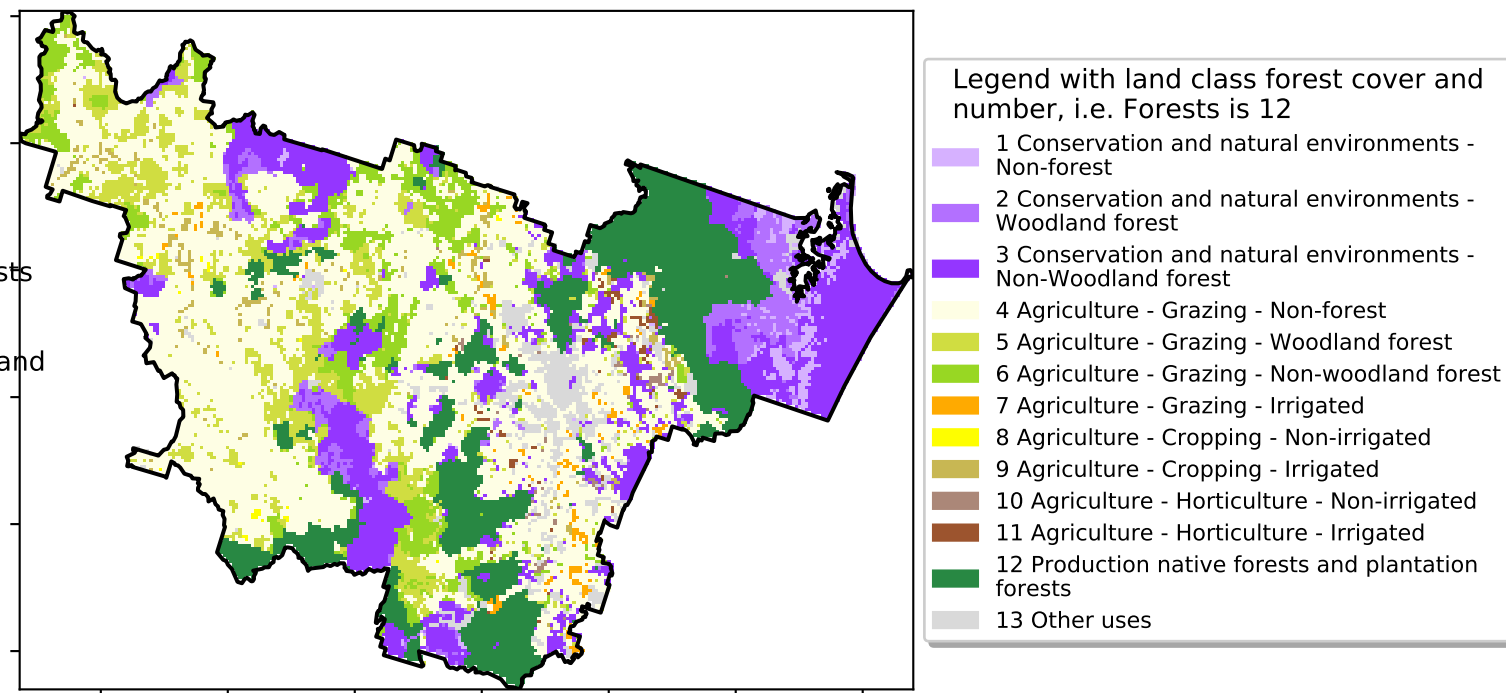 Legend with land class forest cover and
number, i.e. Forests is 12
1 Conservation and natural environments -
Non-forest
2 Conservation and natural environments -
Woodland forest
3 Conservation and natural environments -
Non-Woodland forest
4 Agriculture - Grazing - Non-forest
5 Agriculture - Grazing - Woodland forest
6 Agriculture - Grazing - Non-woodland forest
7 Agriculture - Grazing - Irrigated
8 Agriculture - Cropping - Non-irrigated
9 Agriculture - Cropping - Irrigated
10 Agriculture - Horticulture - Non-irrigated
11 Agriculture - Horticulture - Irrigated
12 Production native forests and plantation
forests
13 Other uses